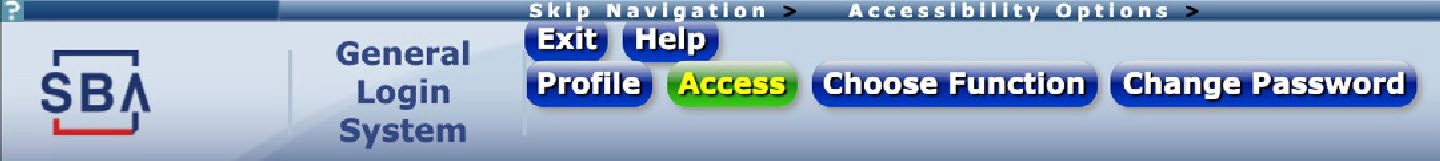 ?
Skip Navigation > Accessibility Options >
SBA
General
Login
System
Exit Help
Profile Access Choose Function Change Password